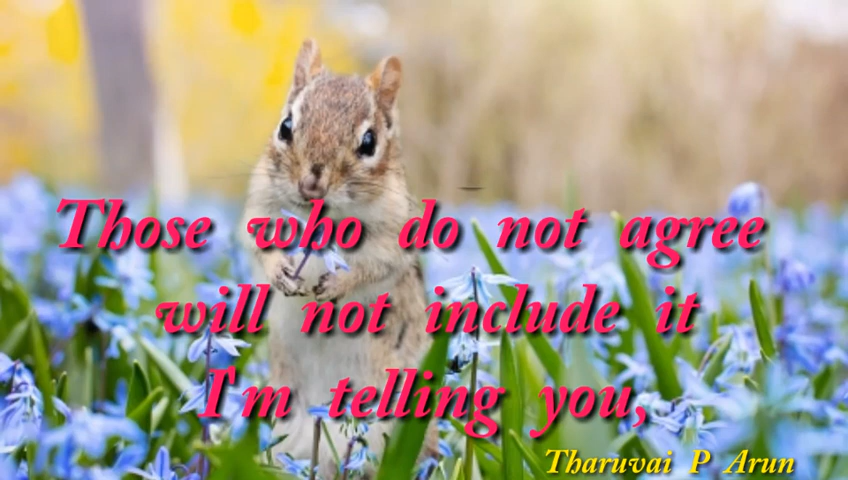 Those who do not agree
will not include it
I'm telling you,
Tharuvai P Arun